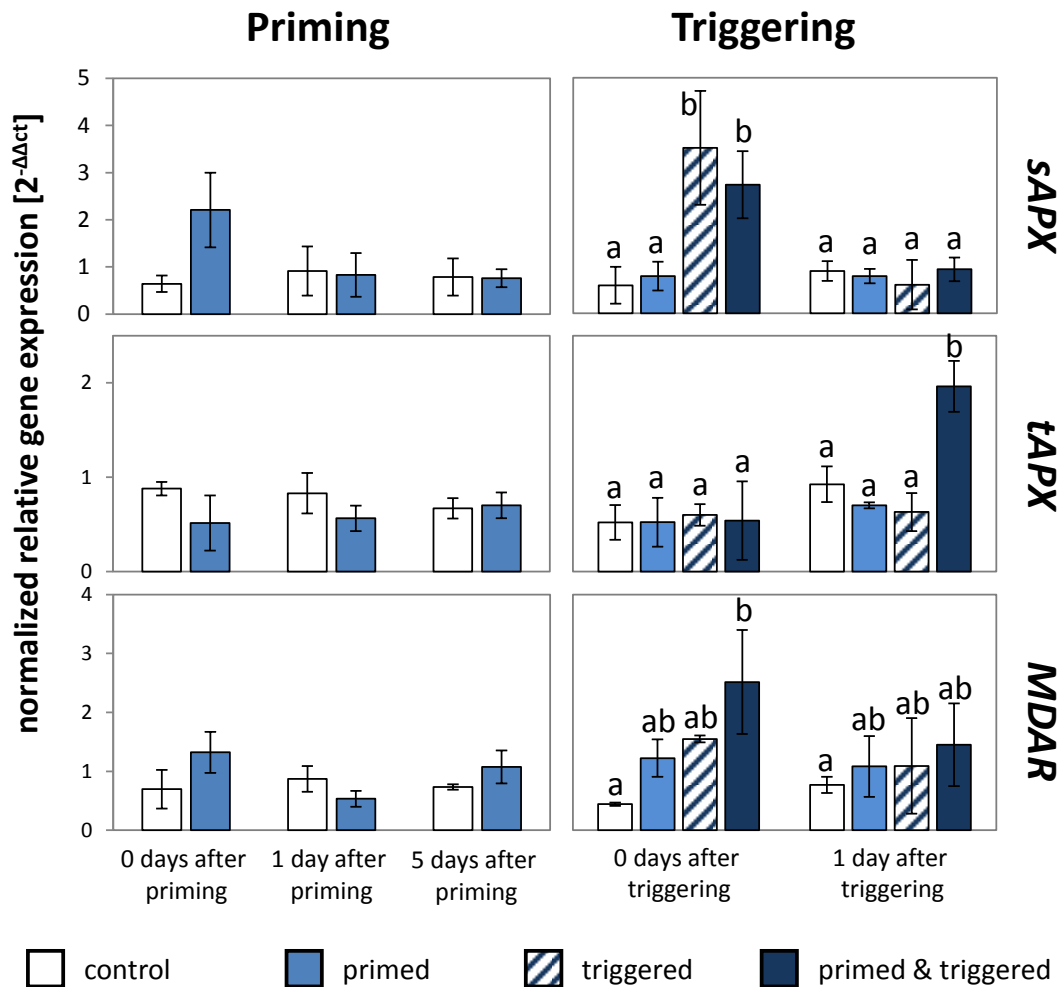 Priming Triggering
normalized relative gene expression [2^-ΔΔct]
5
4
3
2
1
0
b
b
a
a
a
a
a
a
sAPX
2
1
0
a
a
a
a
a
a
a
b
tAPX
4
3
2
1
0
a
ab
ab
b
a
ab
ab
ab
MDAR
0 days after
priming
1 day after
priming
5 days after
priming
0 days after
triggering
1 day after
triggering
control primed triggered primed & triggered